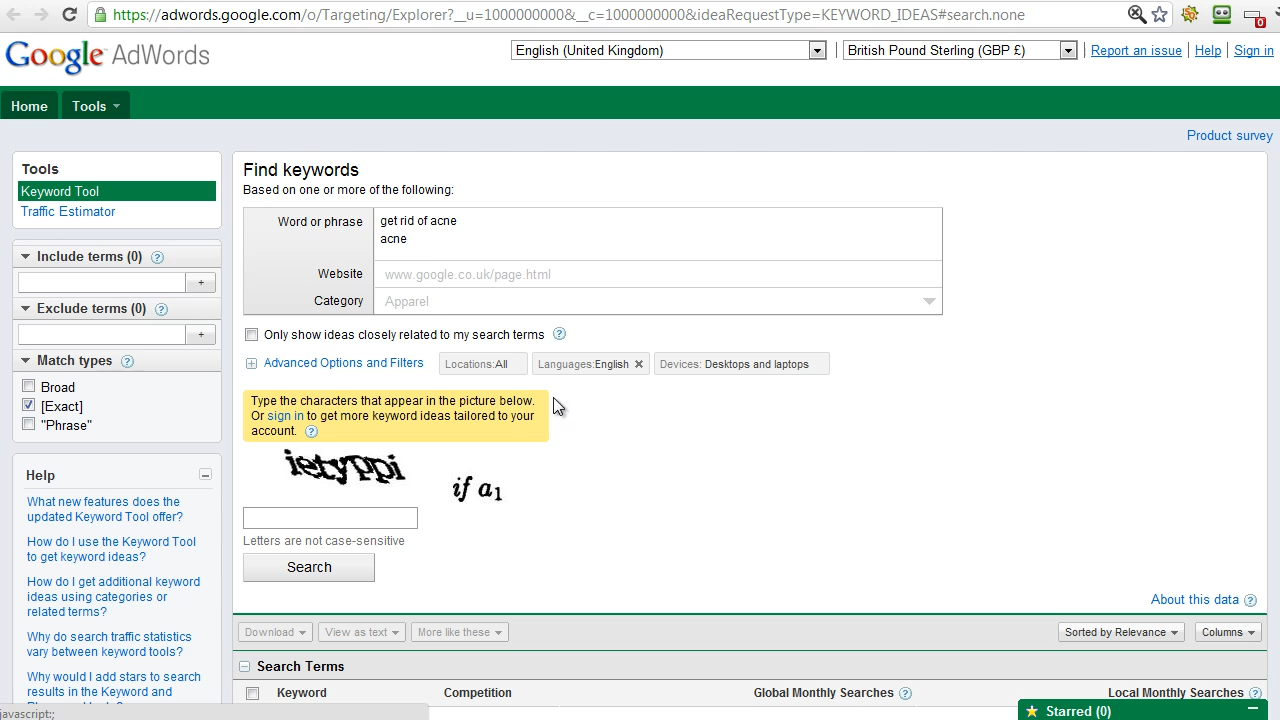 https://adwords.google.com/o/Targeting/Explorer?__u=1000000000&__c=1000000000&ideaRequestType=KEYWORD_IDEAS#search.none
0
Google AdWords
English (United Kingdom)
British Pound Sterling (GBP £)
Report an issue
Help
Sign in
Home
Tools
Product survey
Tools
Keyword Tool
Traffic Estimator
Include terms (0) ?
+
Exclude terms (0) ?
+
Match types ?
Broad
[Exact]
"Phrase"
Help
What new features does the
updated Keyword Tool offer?
How do I use the Keyword Tool
to get keyword ideas?
How do I get additional keyword
ideas using categories or
related terms?
Why do search traffic statistics
vary between keyword tools?
Why would I add stars to search
results in the Keyword and
javascript:;
Find keywords
Based on one or more of the following:
Word or phrase
get rid of acne
acne
Website
www.google.co.uk/page.html
Category
Apparel
Only show ideas closely related to my search terms ?
Advanced Options and Filters
Locations:All
Languages:English
Devices: Desktops and laptops
Type the characters that appear in the picture below.
Or sign in to get more keyword ideas tailored to your
account. ?
ietyppi
if a1
Letters are not case-sensitive
Search
About this data ?
Download
View as text
More like these
Sorted by Relevance
Columns
Search Terms
Keyword
Competition
Global Monthly Searches ?
Local Monthly Searches ?
Starred (0)